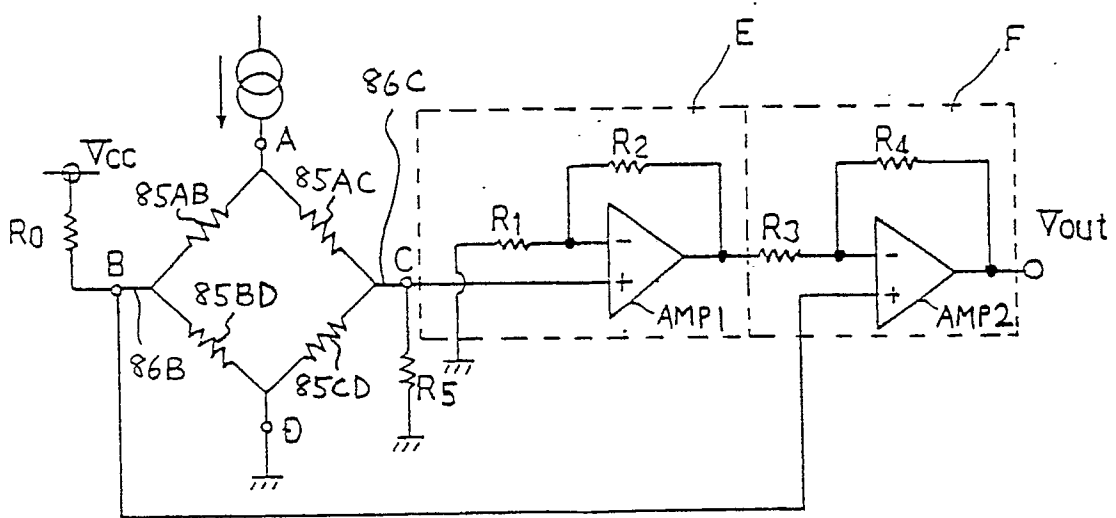 E
F
86C
A
Vcc
R2
R4
85AB
85AC
R0
R1
R3
Vout
B
C
-
-
85BD
+
+
AMP1
AMP2
86B
85CD
R5
D